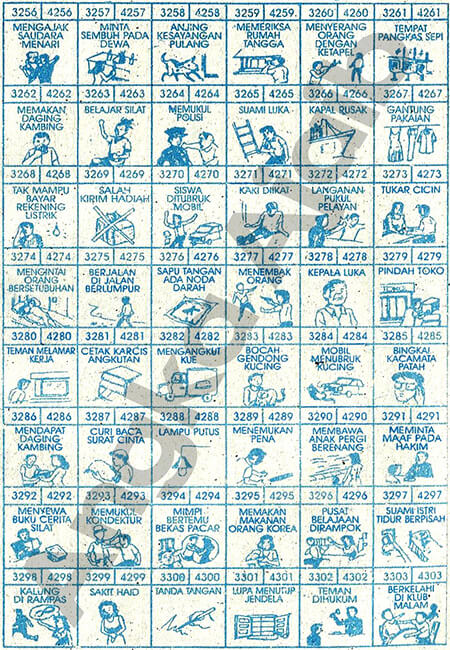 3256 4256
MENGAJAK
SAUDARA
MENARI
3257 4257
MINTA
SEMBUH PADA
DEWA
3258 4258
ANJING
KESAYANGAN
PULANG
3259 4259
MEMERIKSA
RUMAH
TANGGA
3260 4260
MENYERANG
ORANG
DENGAN
KETAPEL
3261 4261
TEMPAT
PANGKAS SEPI
3262 4262
MEMAKAN
DAGING
KAMBING
3263 4263
BELAJAR SILAT
3264 4264
MEMUKUL
POLISI
3265 4265
SUAMI LUKA
3266 4266
KAPAL RUSAK
3267 4267
GANTUNG
PAKAIAN
3268 4268
TAK MAMPU
BAYAR
REKENING
LISTRIK
3269 4269
SALAH
KIRIM HADIAH
3270 4270
SISWA
DITUBRUK
MOBIL
3271 4271
KAKI DIIKAT
3272 4272
LANGANAN
PUKUL
PELAYAN
3273 4273
TUKAR CICIN
3274 4274
MENGINTAI
ORANG
BERSETUBUHAN
3275 4275
BERJALAN
DI JALAN
BERLUMPUR
3276 4276
SAPU TANGAN
ADA NODA
DARAH
3277 4277
MENEMBAK
ORANG
3278 4278
KEPALA LUKA
3279 4279
PINDAH TOKO
3280 4280
TEMAN MELAMAR
KERJA
3281 4281
CETAK KARCIS
ANGKUTAN
3282 4282
MENGANGKUT
KUE
3283 4283
BOCAH
GENDONG
KUCING
3284 4284
MOBIL
MENUBRUK
KUCING
3285 4285
BINGKAI
KACAMATA
PATAH
3286 4286
MENDAPAT
DAGING
KAMBING
3287 4287
CURI BACA
SURAT CINTA
3288 4288
LAMPU PUTUS
3289 4289
MENEMUKAN
PENA
3290 4290
MEMBAWA
ANAK PERGI
BERENANG
3291 4291
MEMINTA
MAAF PADA
HAKIM
3292 4292
MENYEWA
BUKU CERITA
SILAT
3293 4293
MEMUKUL
KONDEKTUR
3294 4294
MIMPI
BERTEMU
BEKAS PACAR
3295 4295
MEMAKAN
MAKANAN
ORANG KOREA
3296 4296
PUSAT
BELAJAAN
DIRAMPOK
3297 4297
SUAMI ISTRI
TIDUR BERPISAH
3298 4298
KALUNG
DI RAMPAS
3299 4299
SAKIT HAID
3308 4300
TANDA TANGAN
3301 4301
LUPA MENUTUP
JENDELA
3302 4302
TEMAN
DIHUKUM
3303 4303
BERKELAHI
DI KLUB
MALAM